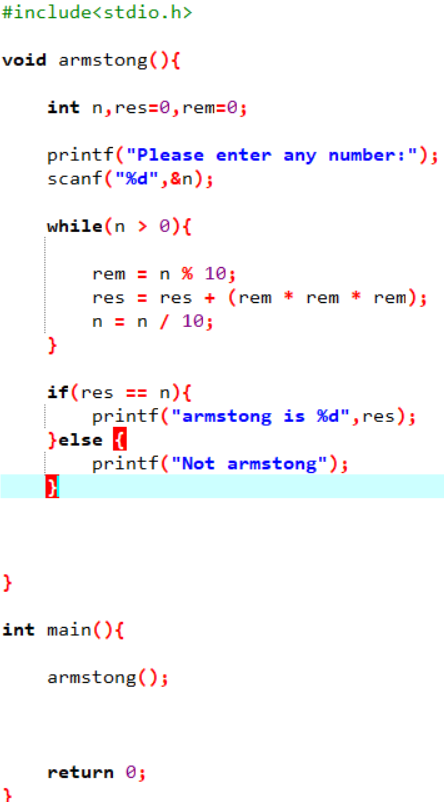 #include<stdio.h>
void armstong(){
int n,res=0,rem=0;
printf("Please enter any number:");
scanf("%d",&n);
while(n > 0){
rem = n % 10;
res = res + (rem * rem * rem);
n = n / 10;
}
if(res == n){
printf("armstong is %d",res);
}else {
printf("Not armstong");
}
}
int main(){
armstong();
return 0;
}